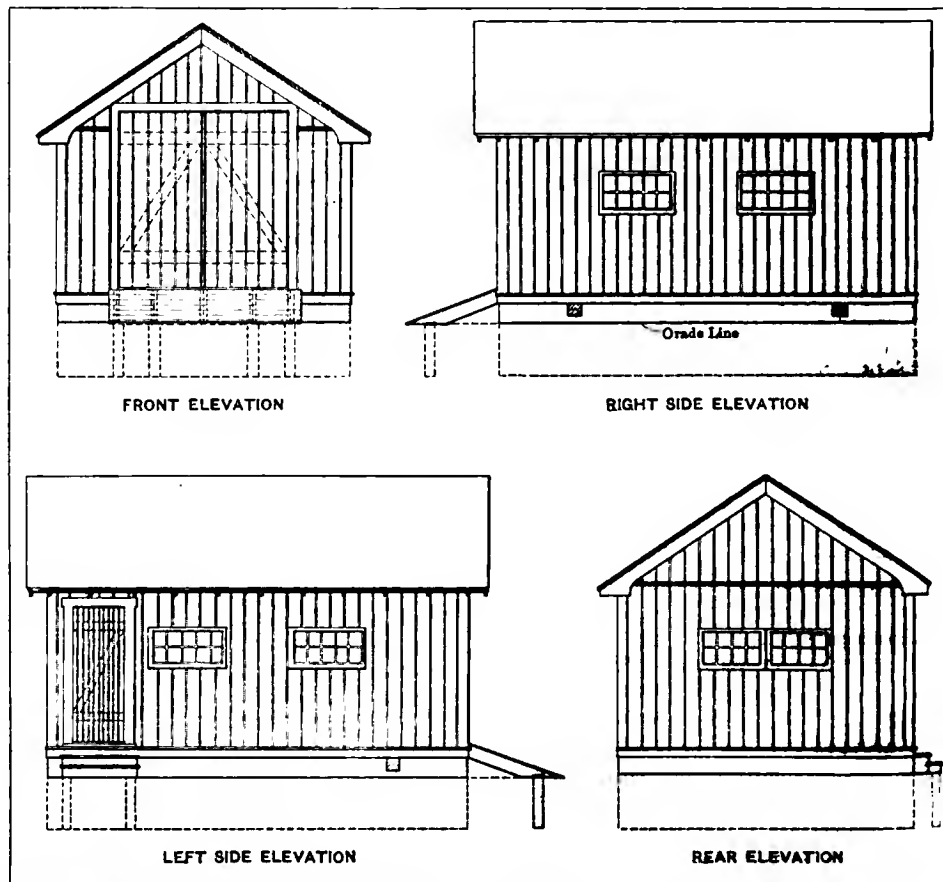 FRONT ELEVATION
Grade Line
RIGHT SIDE ELEVATION
LEFT SIDE ELEVATION
REAR ELEVATION